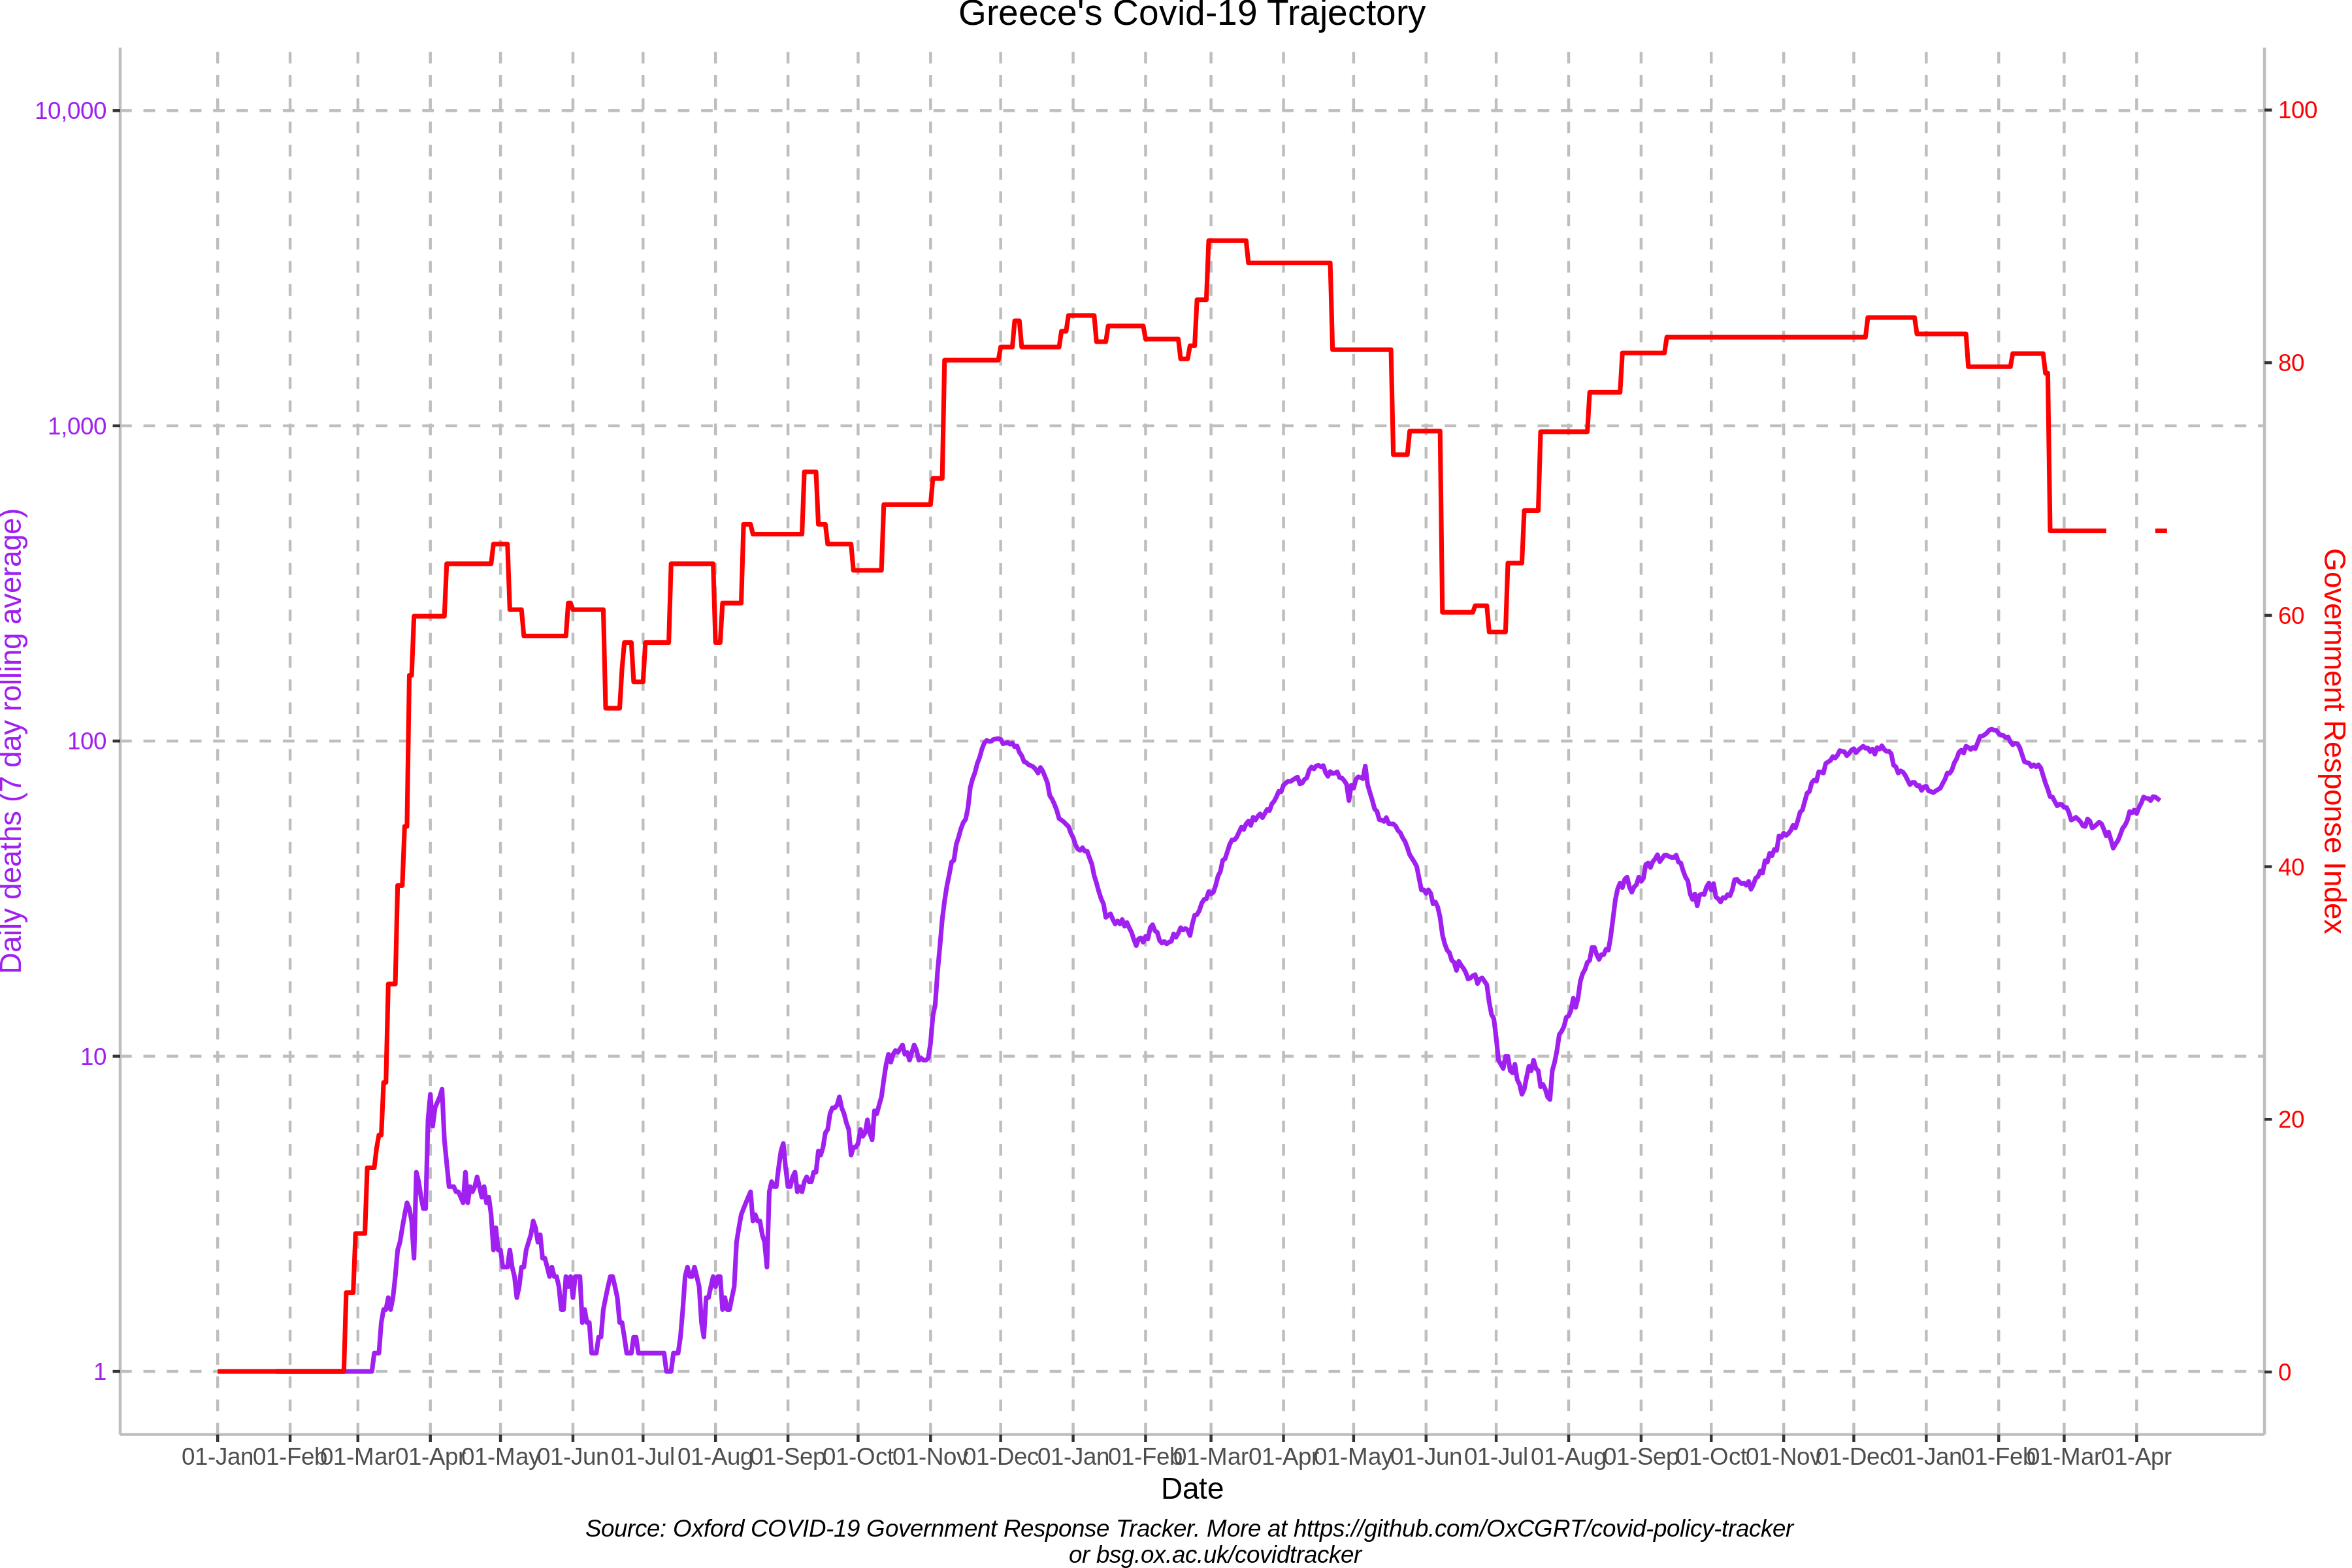 Greece's Covid-19 Trajectory
10,000
1,000
100
10
1
Daily deaths (7 day rolling average)
100
80
60
40
20
0
Government Response Index
01-Jan
01-Feb
01-Mar
01-Apr
01-May
01-Jun
01-Jul
01-Aug
01-Sep
01-Oct
01-Nov
01-Dec
01-Jan
01-Feb
01-Mar
01-Apr
01-May
01-Jun
01-Jul
01-Aug
01-Sep
01-Oct
01-Nov
01-Dec
01-Jan
01-Feb
01-Mar
01-Apr
Date
Source: Oxford COVID-19 Government Response Tracker. More at https://github.com/OxCGRT/covid-policy-tracker
or bsg.ox.ac.uk/covidtracker